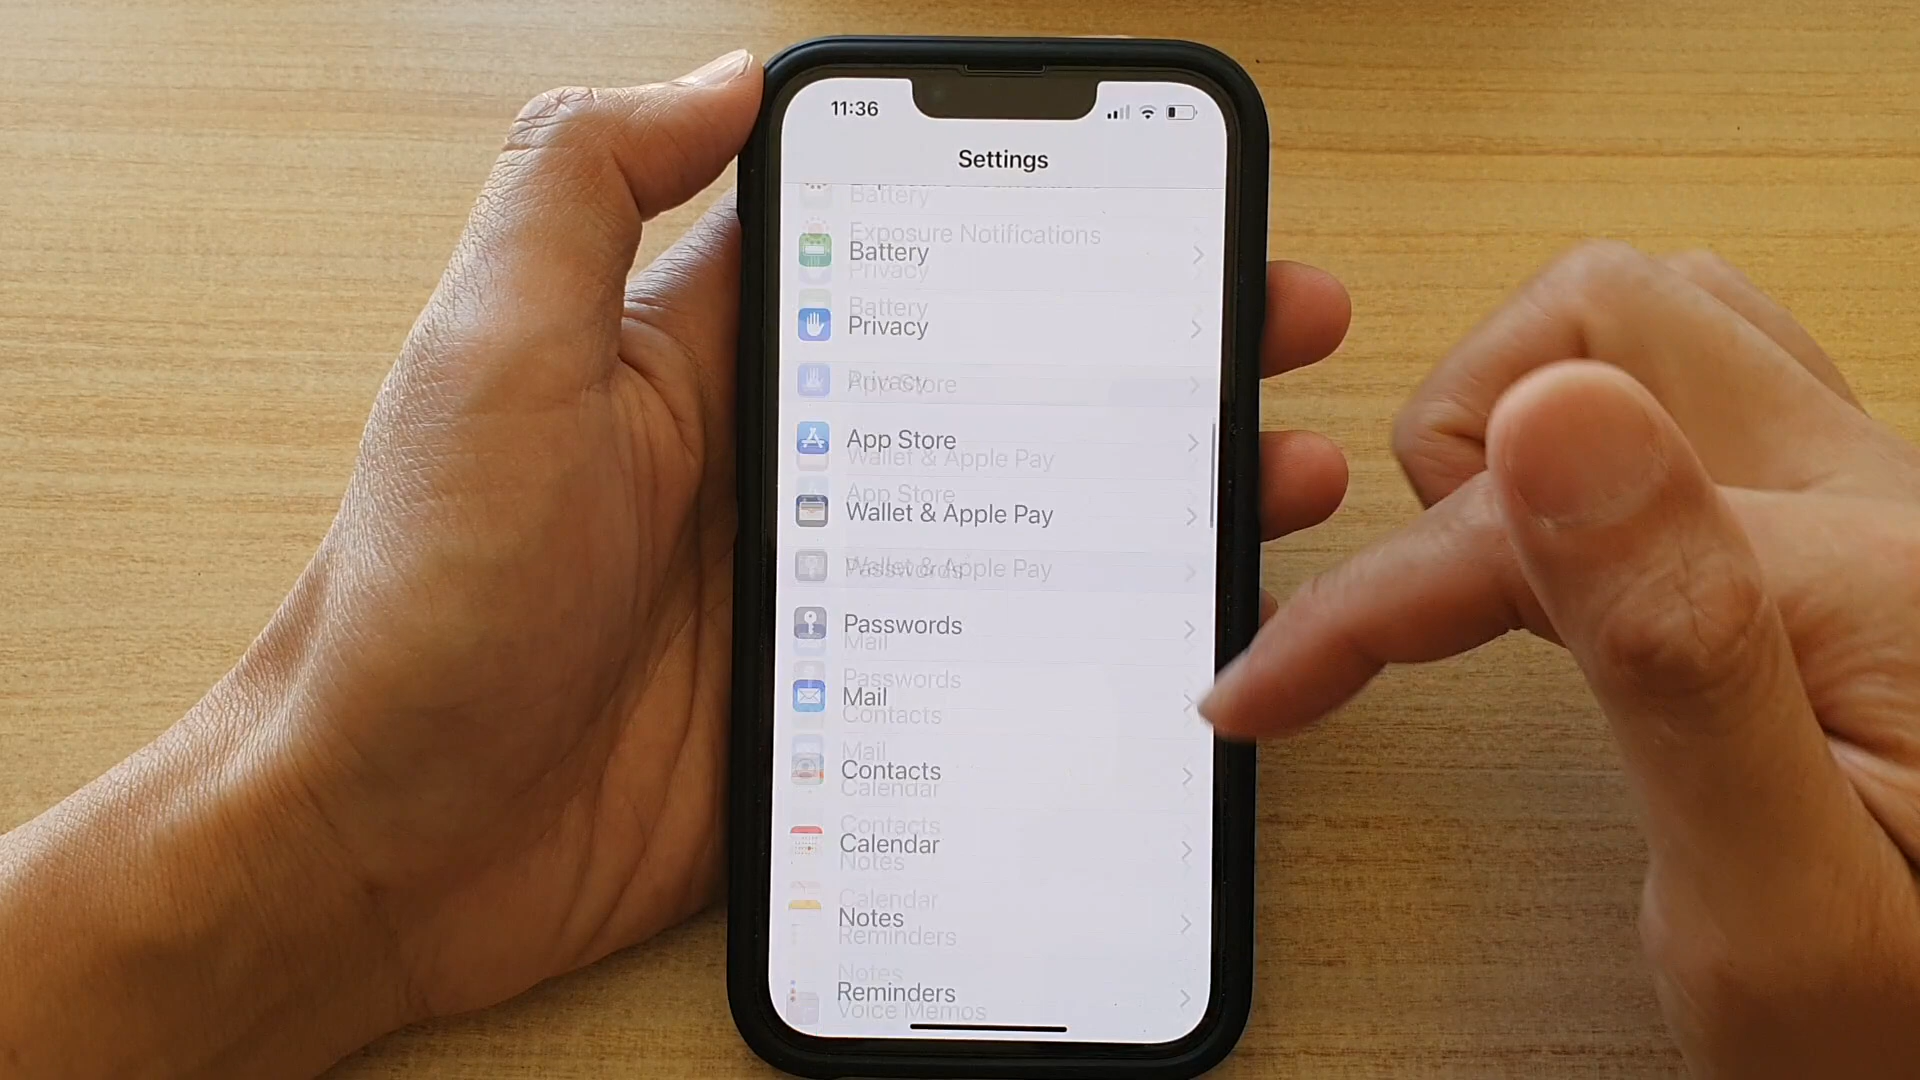 11:36
Settings
Battery
Exposure Notifications
Battery
Privacy
Battery
Privacy
Privacy
App Store
App Store
Wallet & Apple Pay
App Store
Wallet & Apple Pay
Wallet & Apple Pay
Passwords
Passwords
Mail
Passwords
Mail
Contacts
Mail
Contacts
Calendar
Contacts
Calendar
Notes
Calendar
Notes
Reminders
Notes
Reminders
Voice Memos